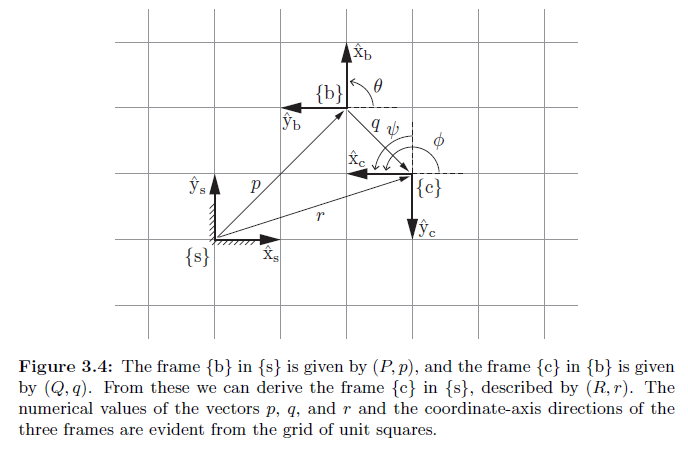 x̂b
{b}
θ
ŷb
q
ψ
ϕ
x̂c
ŷs
p
{c}
r
ŷc
{s}
x̂s
Figure 3.4: The frame {b} in {s} is given by (P, p), and the frame {c} in {b} is given
by (Q, q). From these we can derive the frame {c} in {s}, described by (R, r). The
numerical values of the vectors p, q, and r and the coordinate-axis directions of the
three frames are evident from the grid of unit squares.